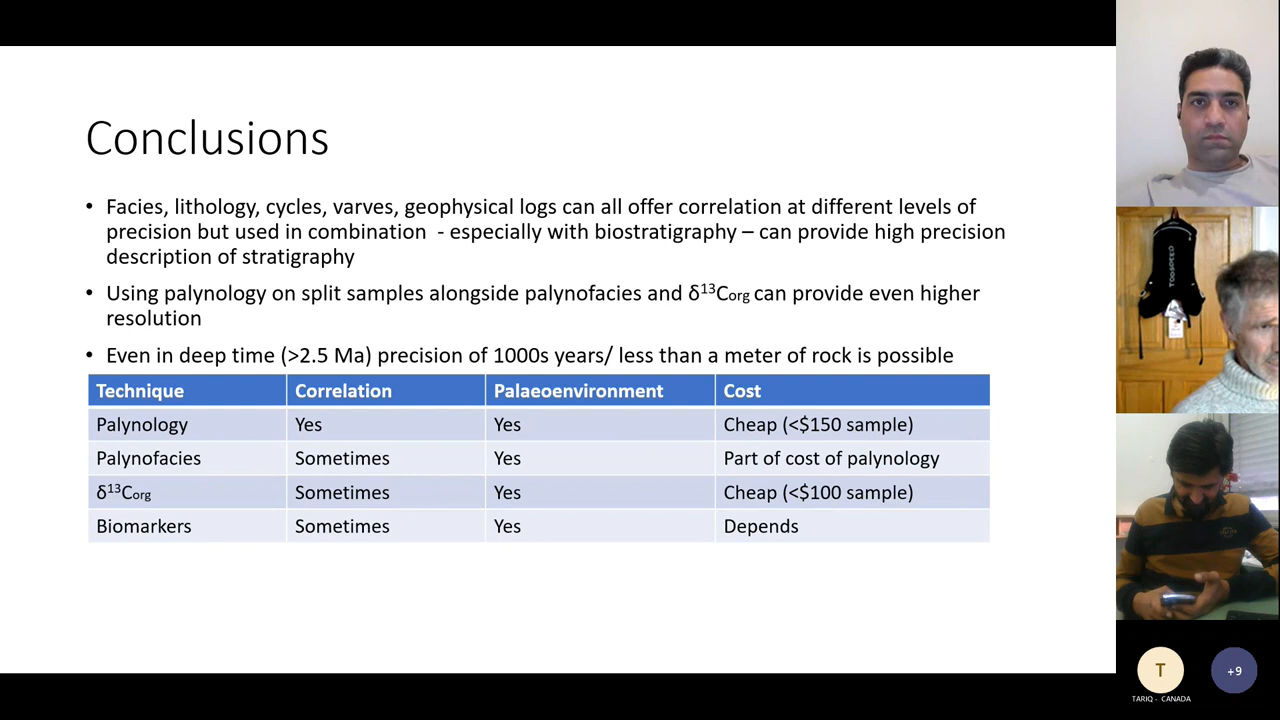 Conclusions
• Facies, lithology, cycles, varves, geophysical logs can all offer correlation at different levels of
precision but used in combination - especially with biostratigraphy – can provide high precision
description of stratigraphy
• Using palynology on split samples alongside palynofacies and δ¹³Corg can provide even higher
resolution
• Even in deep time (>2.5 Ma) precision of 1000s years/ less than a meter of rock is possible
Technique Correlation Palaeoenvironment Cost
Palynology Yes Yes Cheap (<$150 sample)
Palynofacies Sometimes Yes Part of cost of palynology
δ¹³Corg Sometimes Yes Cheap (<$100 sample)
Biomarkers Sometimes Yes Depends
T
+9
TARIQ - CANADA